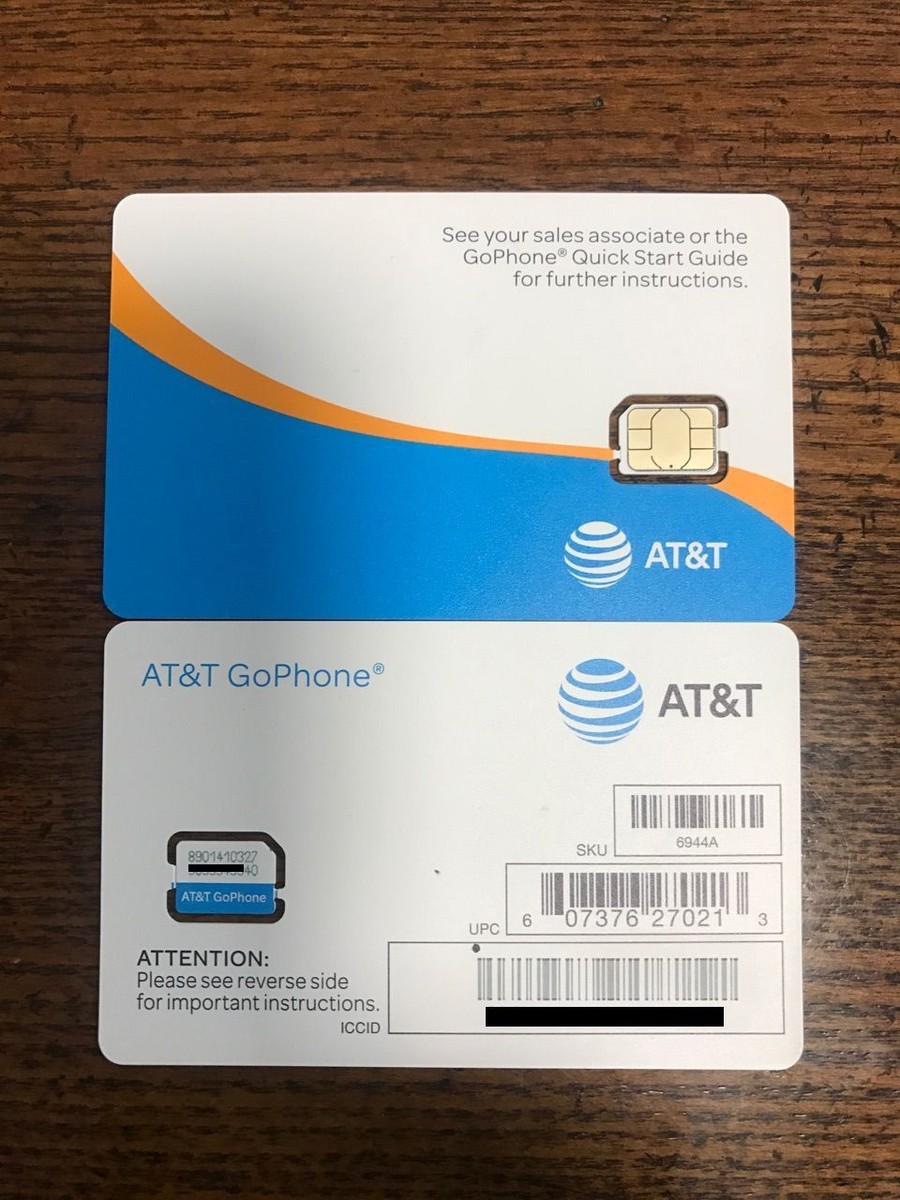 See your sales associate or the
GoPhone® Quick Start Guide
for further instructions.
AT&T
AT&T GoPhone®
AT&T
SKU
6944A
8901410327
40
AT&T GoPhone
UPC
6 07376 27021 3
ATTENTION:
Please see reverse side
for important instructions.
ICCID